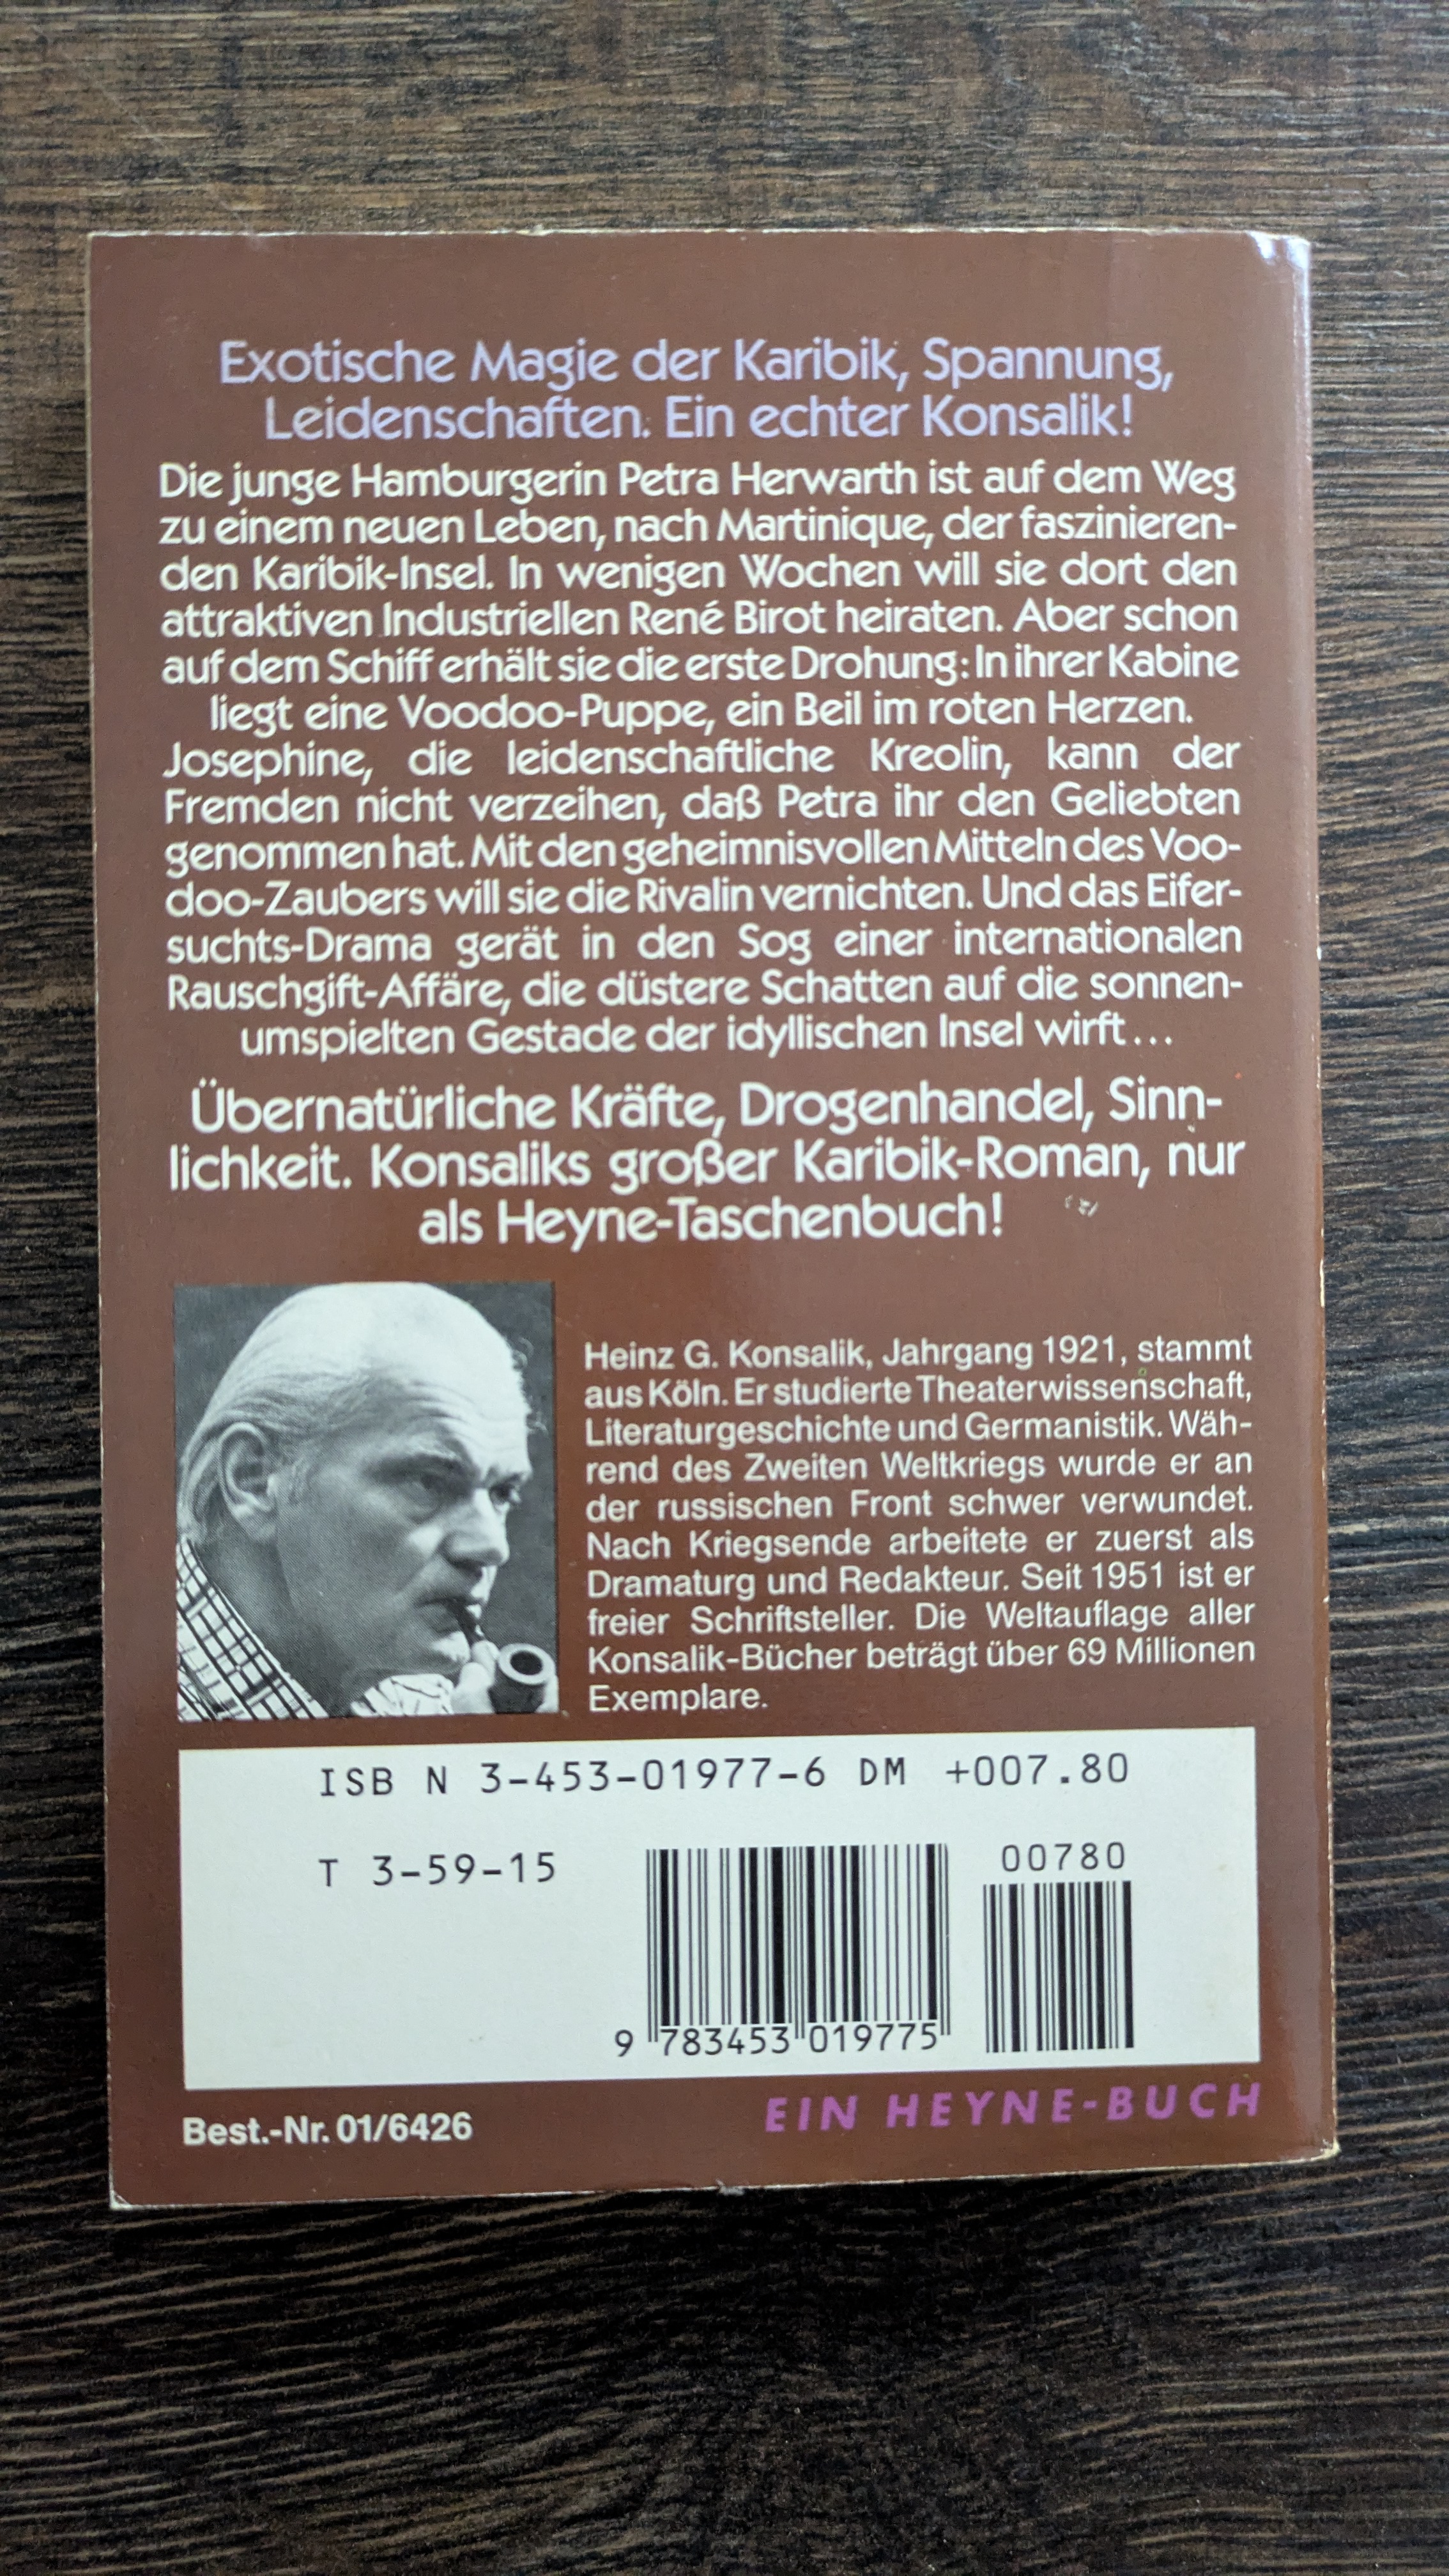 Exotische Magie der Karibik, Spannung,
Leidenschaften. Ein echter Konsalik!
Die junge Hamburgerin Petra Herwarth ist auf dem Weg
zu einem neuen Leben, nach Martinique, der faszinieren-
den Karibik-Insel. In wenigen Wochen will sie dort den
attraktiven Industriellen René Birot heiraten. Aber schon
auf dem Schiff erhält sie die erste Drohung: In ihrer Kabine
liegt eine Voodoo-Puppe, ein Beil im roten Herzen.
Josephine, die leidenschaftliche Kreolin, kann der
Fremden nicht verzeihen, daß Petra ihr den Geliebten
genommen hat. Mit den geheimnisvollen Mitteln des Voo-
doo-Zaubers will sie die Rivalin vernichten. Und das Eifer-
suchts-Drama gerät in den Sog einer internationalen
Rauschgift-Affäre, die düstere Schatten auf die sonnen-
umspielten Gestade der idyllischen Insel wirft...
Übernatürliche Kräfte, Drogenhandel, Sinn-
lichkeit. Konsaliks großer Karibik-Roman, nur
als Heyne-Taschenbuch!
Heinz G. Konsalik, Jahrgang 1921, stammt
aus Köln. Er studierte Theaterwissenschaft,
Literaturgeschichte und Germanistik. Wäh-
rend des Zweiten Weltkriegs wurde er an
der russischen Front schwer verwundet.
Nach Kriegsende arbeitete er zuerst als
Dramaturg und Redakteur. Seit 1951 ist er
freier Schriftsteller. Die Weltauflage aller
Konsalik-Bücher beträgt über 69 Millionen
Exemplare.
ISB N 3-453-01977-6 DM +007.80
T 3-59-15
00780
9 783453 019775
Best.-Nr. 01/6426
EIN HEYNE-BUCH